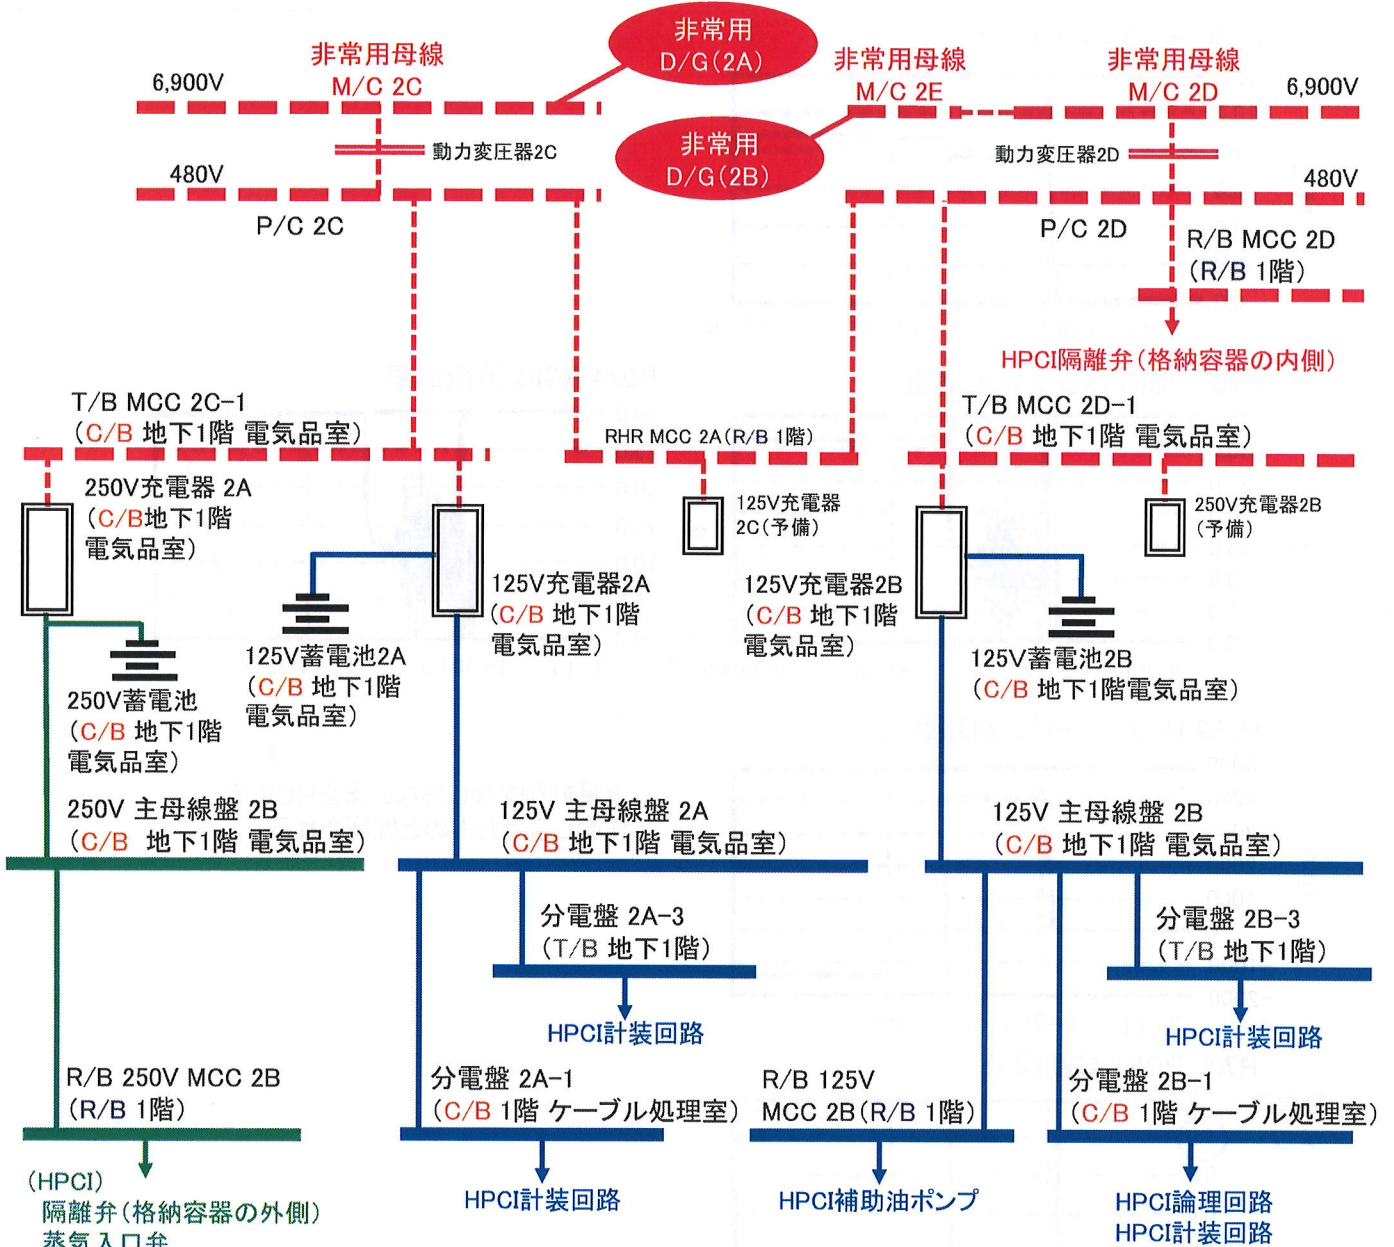 非常用
D/G(2A)
非常用母線
M/C 2C
6,900V
動力変圧器2C
480V
P/C 2C
非常用
D/G(2B)
非常用母線
M/C 2E
非常用母線
M/C 2D
6,900V
動力変圧器2D
480V
P/C 2D
R/B MCC 2D
(R/B 1階)
HPCI隔離弁(格納容器の内側)
T/B MCC 2C-1
(C/B 地下1階 電気品室)
RHR MCC 2A(R/B 1階)
T/B MCC 2D-1
(C/B 地下1階 電気品室)
250V充電器 2A
(C/B地下1階
電気品室)
125V充電器
2C(予備)
250V充電器2B
(予備)
125V充電器2A
(C/B 地下1階
電気品室)
125V充電器2B
(C/B 地下1階
電気品室)
125V蓄電池2A
(C/B 地下1階
電気品室)
125V蓄電池2B
(C/B 地下1階電気品室)
250V蓄電池
(C/B 地下1階
電気品室)
250V 主母線盤 2B
(C/B 地下1階 電気品室)
125V 主母線盤 2A
(C/B 地下1階 電気品室)
125V 主母線盤 2B
(C/B 地下1階 電気品室)
分電盤 2A-3
(T/B 地下1階)
HPCI計装回路
分電盤 2B-3
(T/B 地下1階)
HPCI計装回路
R/B 250V MCC 2B
(R/B 1階)
分電盤 2A-1
(C/B 1階 ケーブル処理室)
R/B 125V
MCC 2B(R/B 1階)
分電盤 2B-1
(C/B 1階 ケーブル処理室)
(HPCI)
隔離弁(格納容器の外側)
蒸気入口弁
HPCI計装回路
HPCI補助油ポンプ
HPCI論理回路
HPCI計装回路